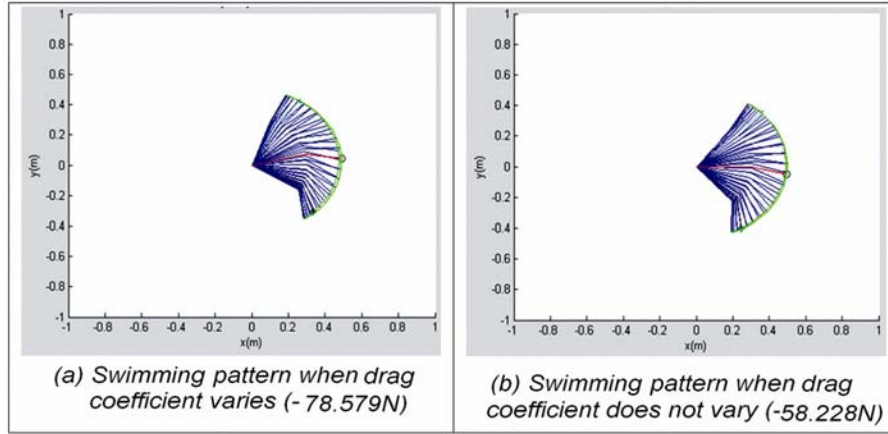 1
0.8
0.6
0.4
0.2
0
-0.2
-0.4
-0.6
-0.8
-1
y(m)
-1 -0.8 -0.6 -0.4 -0.2 0 0.2 0.4 0.6 0.8 1
x(m)
(a) Swimming pattern when drag
coefficient varies (-78.579N)
1
0.8
0.6
0.4
0.2
0
-0.2
-0.4
-0.6
-0.8
-1
y(m)
-1 -0.8 -0.6 -0.4 -0.2 0 0.2 0.4 0.6 0.8 1
x(m)
(b) Swimming pattern when drag
coefficient does not vary (-58.228N)